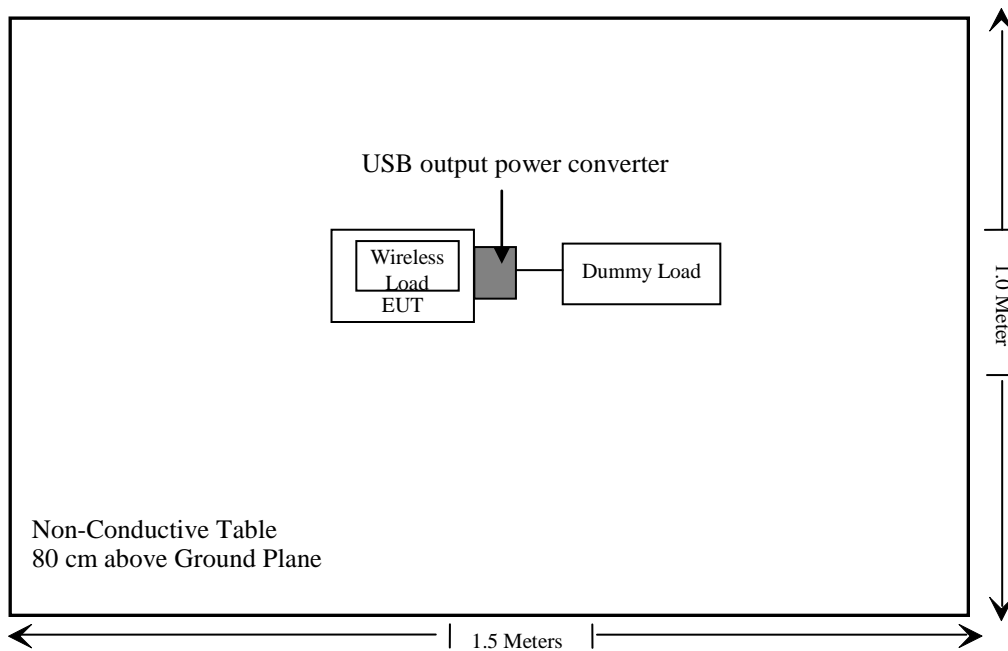 USB output power converter
Wireless
Load
EUT
Dummy Load
1.0 Meter
Non-Conductive Table
80 cm above Ground Plane
1.5 Meters